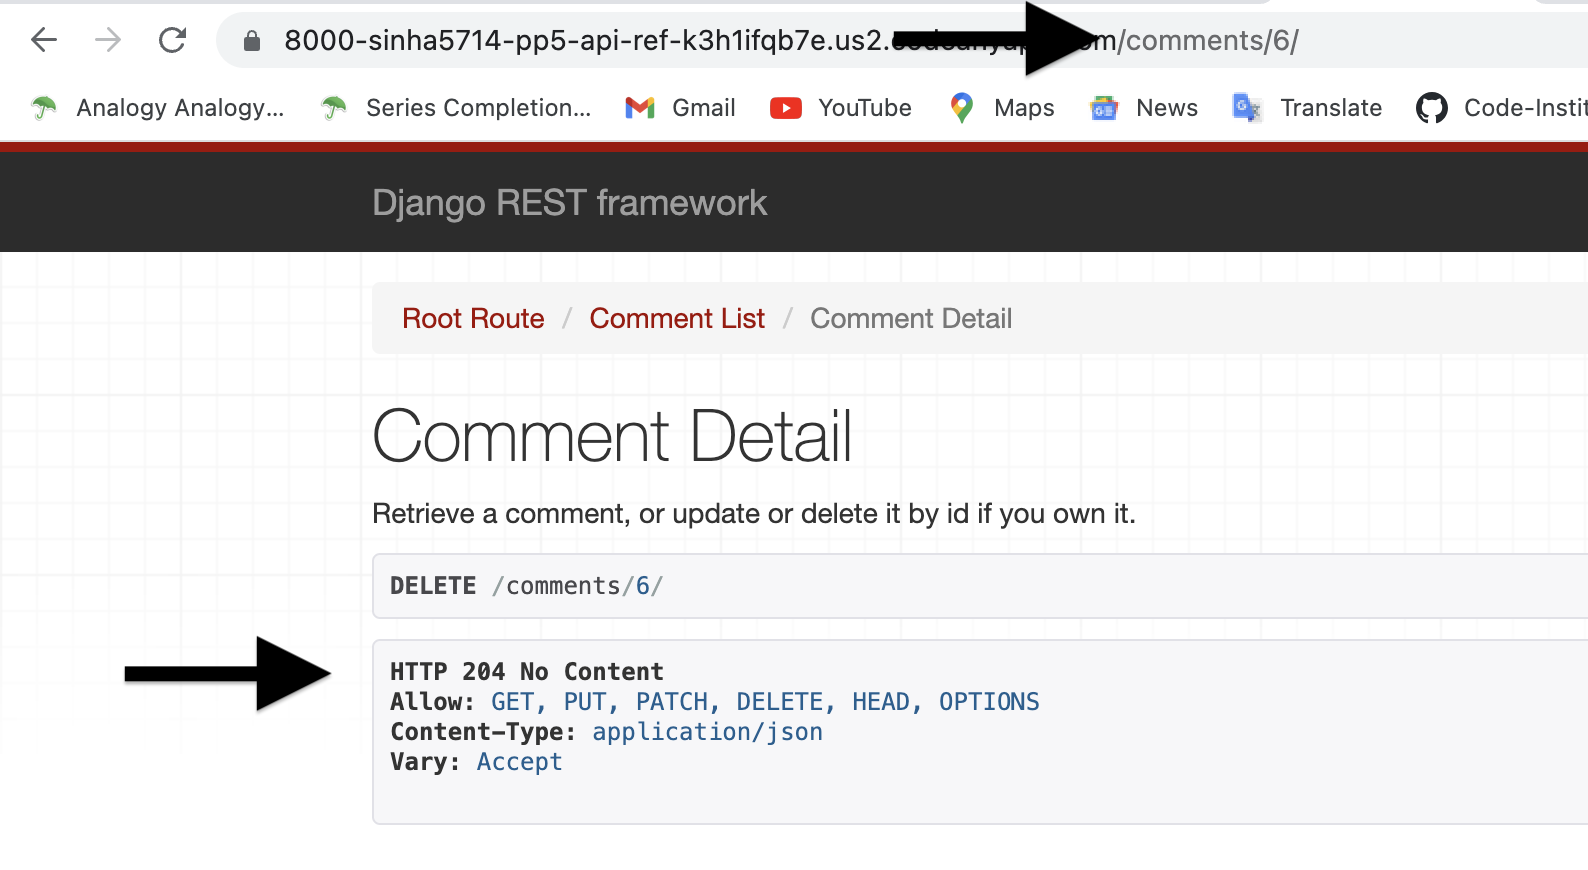 8000-sinha5714-pp5-api-ref-k3h1ifqb7e.us2. m/comments/6/
Analogy Analogy... Series Completion... Gmail YouTube Maps News Translate Code-Instit
Django REST framework
Root Route / Comment List / Comment Detail
Comment Detail
Retrieve a comment, or update or delete it by id if you own it.
DELETE /comments/6/
HTTP 204 No Content
Allow: GET, PUT, PATCH, DELETE, HEAD, OPTIONS
Content-Type: application/json
Vary: Accept